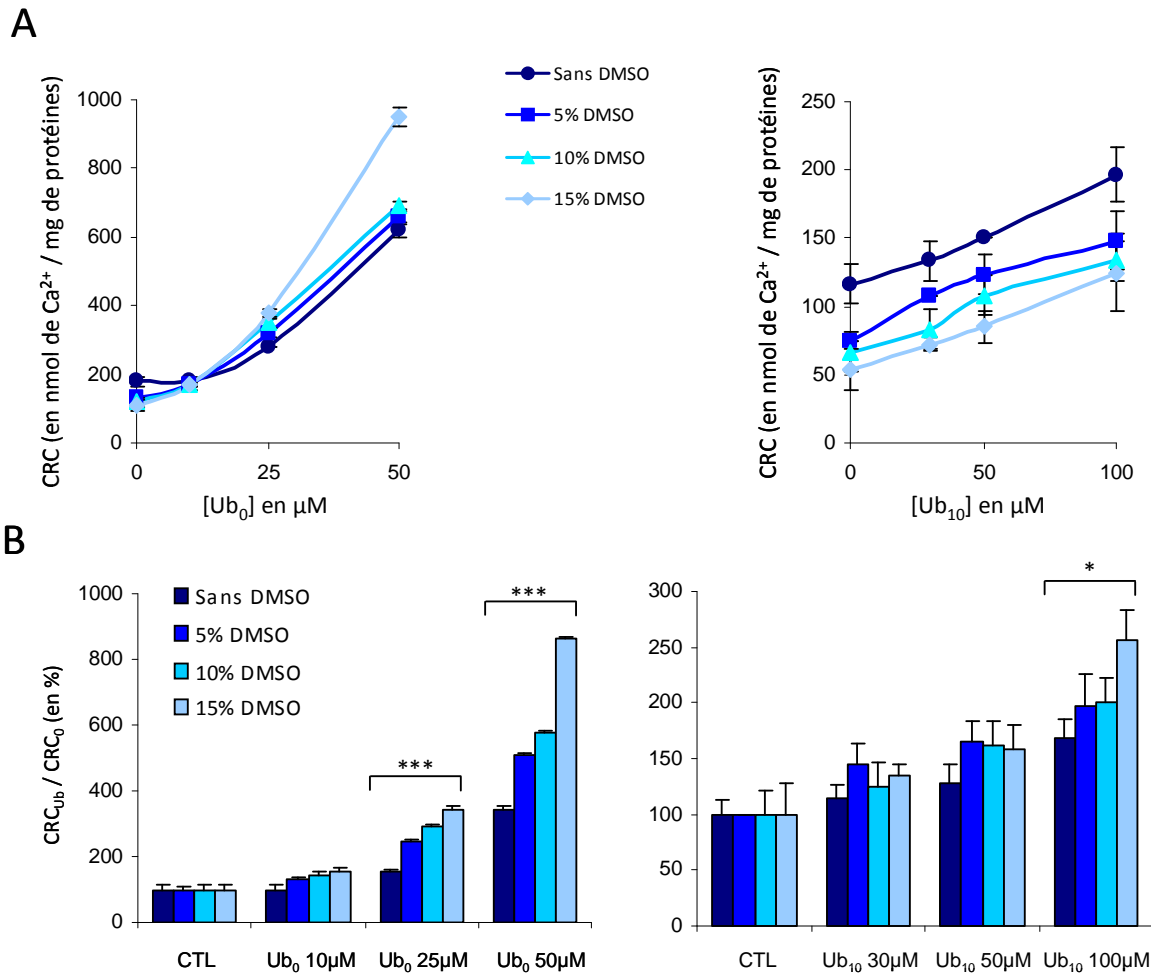 A
CRC (en nmol de Ca²⁺ / mg de protéines)
1000
800
600
400
200
0
0
25
50
[Ub₀] en µM
Sans DMSO
5% DMSO
10% DMSO
15% DMSO
CRC (en nmol de Ca²⁺ / mg de protéines)
250
200
150
100
50
0
0
50
100
[Ub₁₀] en µM
B
CRC_Ub / CRC₀ (en %)
1000
800
600
400
200
0
Sans DMSO
5% DMSO
10% DMSO
15% DMSO
***
***
CTL
Ub₀ 10µM
Ub₀ 25µM
Ub₀ 50µM
300
250
200
150
100
50
0
*
CTL
Ub₁₀ 30µM
Ub₁₀ 50µM
Ub₁₀ 100µM